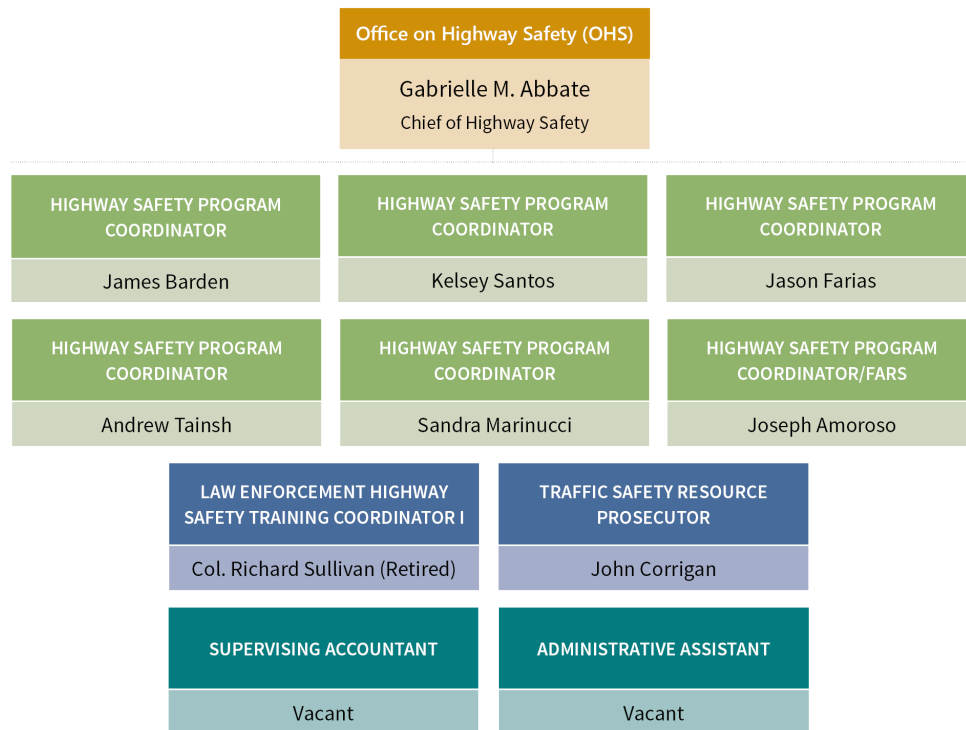 Office on Highway Safety (OHS)
Gabrielle M. Abbate
Chief of Highway Safety
HIGHWAY SAFETY PROGRAM
COORDINATOR
James Barden
HIGHWAY SAFETY PROGRAM
COORDINATOR
Kelsey Santos
HIGHWAY SAFETY PROGRAM
COORDINATOR
Jason Farias
HIGHWAY SAFETY PROGRAM
COORDINATOR
Andrew Tainsh
HIGHWAY SAFETY PROGRAM
COORDINATOR
Sandra Marinucci
HIGHWAY SAFETY PROGRAM
COORDINATOR/FARS
Joseph Amoroso
LAW ENFORCEMENT HIGHWAY
SAFETY TRAINING COORDINATOR I
Col. Richard Sullivan (Retired)
TRAFFIC SAFETY RESOURCE
PROSECUTOR
John Corrigan
SUPERVISING ACCOUNTANT
Vacant
ADMINISTRATIVE ASSISTANT
Vacant